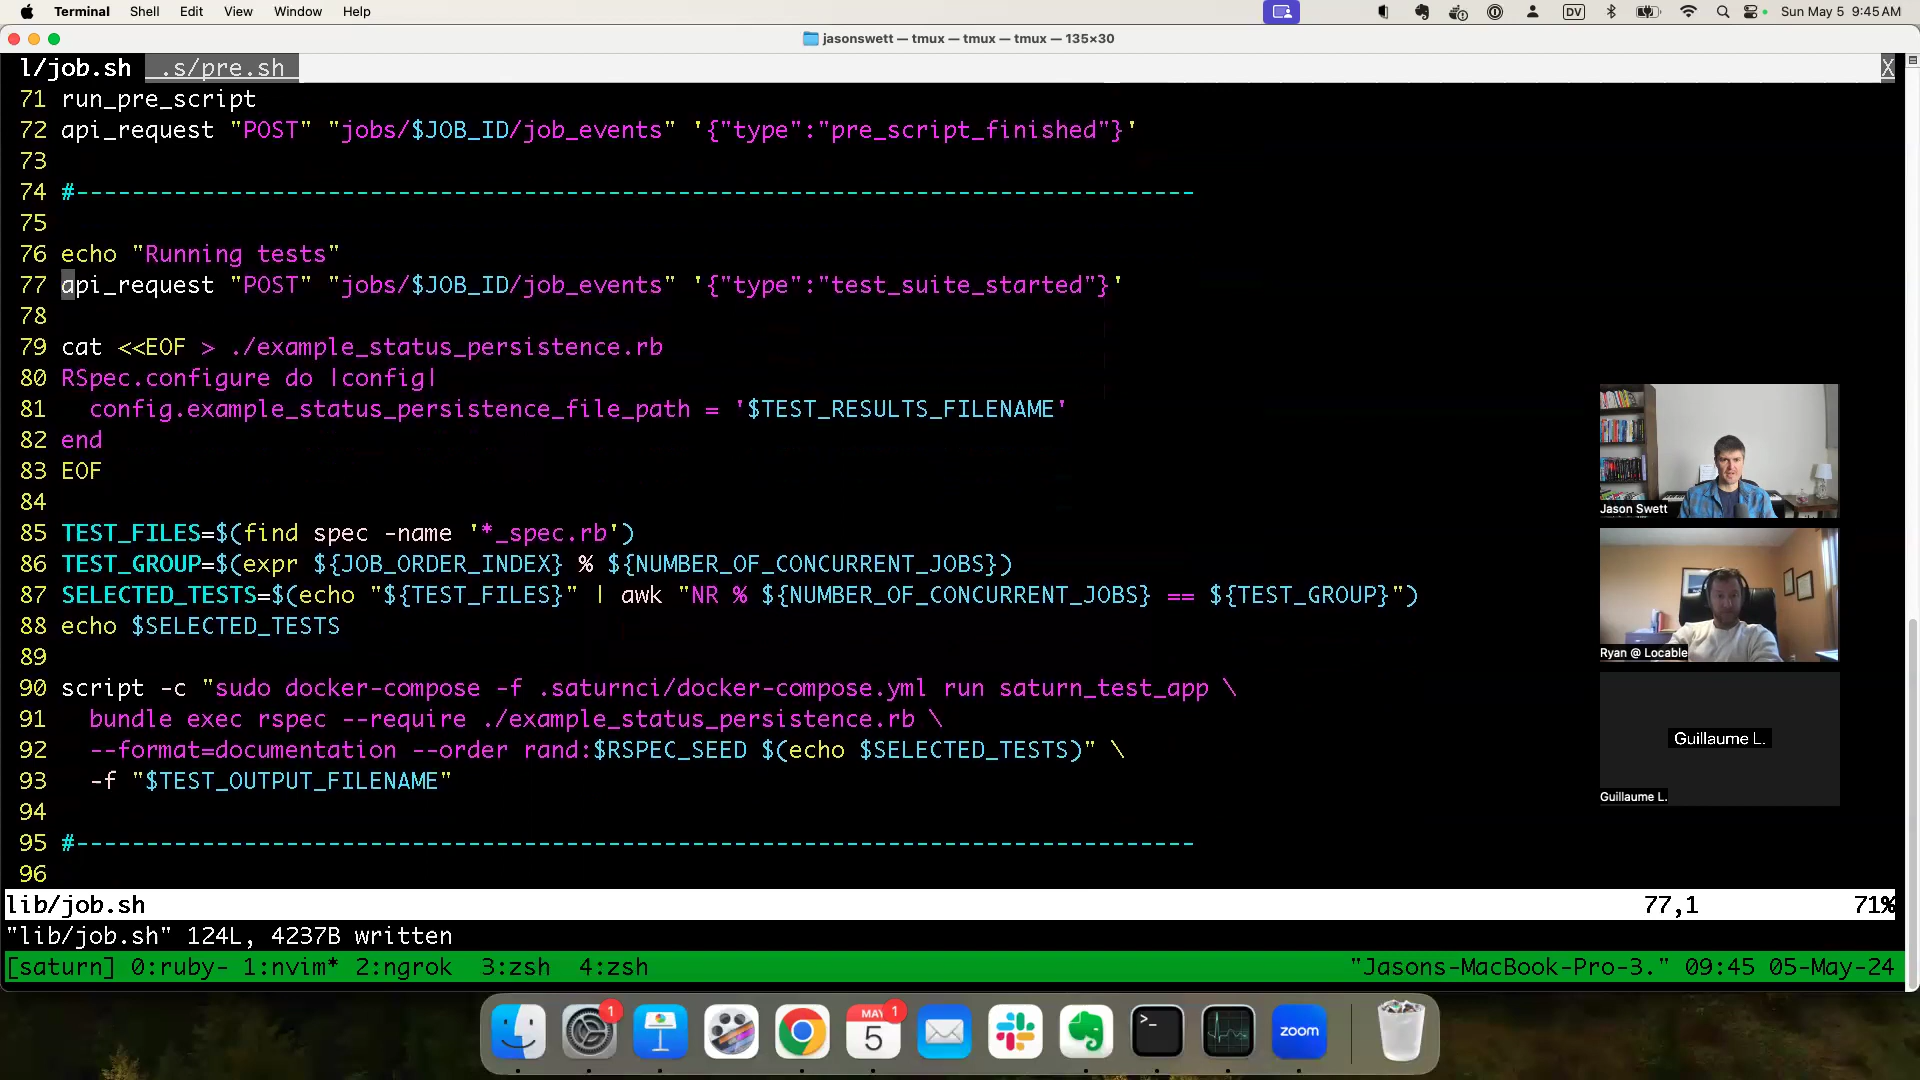 Terminal Shell Edit View Window Help DV Sun May 5 9:45 AM
jasonswett — tmux — tmux — tmux — 135×30
l/job.sh .s/pre.sh X
71 run_pre_script
72 api_request "POST" "jobs/$JOB_ID/job_events" '{"type":"pre_script_finished"}'
73
74 #--------------------------------------------------------------------------------
75
76 echo "Running tests"
77 api_request "POST" "jobs/$JOB_ID/job_events" '{"type":"test_suite_started"}'
78
79 cat <<EOF > ./example_status_persistence.rb
80 RSpec.configure do |config|
81   config.example_status_persistence_file_path = '$TEST_RESULTS_FILENAME'
82 end
83 EOF
84
85 TEST_FILES=$(find spec -name '*_spec.rb')
86 TEST_GROUP=$(expr ${JOB_ORDER_INDEX} % ${NUMBER_OF_CONCURRENT_JOBS})
87 SELECTED_TESTS=$(echo "${TEST_FILES}" | awk "NR % ${NUMBER_OF_CONCURRENT_JOBS} == ${TEST_GROUP}")
88 echo $SELECTED_TESTS
89
90 script -c "sudo docker-compose -f .saturnci/docker-compose.yml run saturn_test_app \
91   bundle exec rspec --require ./example_status_persistence.rb \
92   --format=documentation --order rand:$RSPEC_SEED $(echo $SELECTED_TESTS)" \
93   -f "$TEST_OUTPUT_FILENAME"
94
95 #--------------------------------------------------------------------------------
96
lib/job.sh 77,1 71%
"lib/job.sh" 124L, 4237B written
[saturn] 0:ruby- 1:nvim* 2:ngrok 3:zsh 4:zsh "Jasons-MacBook-Pro-3." 09:45 05-May-24
Jason Swett
Ryan @ Locable
Guillaume L.
Guillaume L.
1
MAY 1
5
>_
zoom